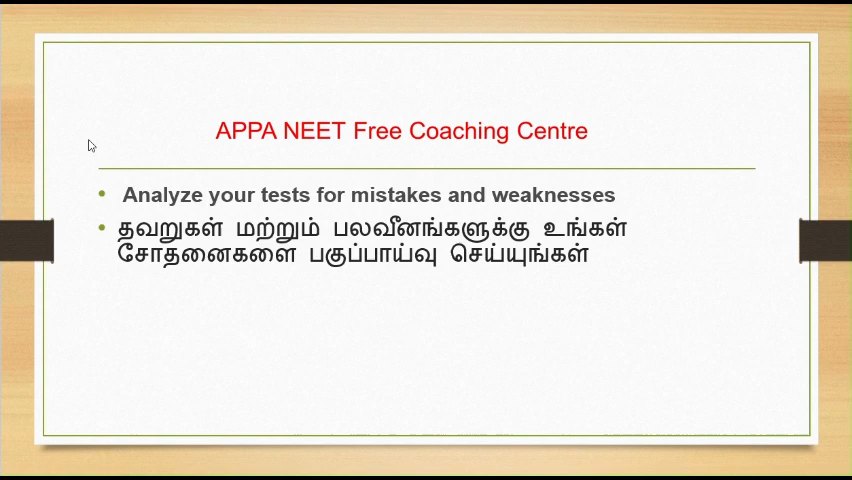 APPA NEET Free Coaching Centre
• Analyze your tests for mistakes and weaknesses
• தவறுகள் மற்றும் பலவீனங்களுக்கு உங்கள்
சோதனைகளை பகுப்பாய்வு செய்யுங்கள்